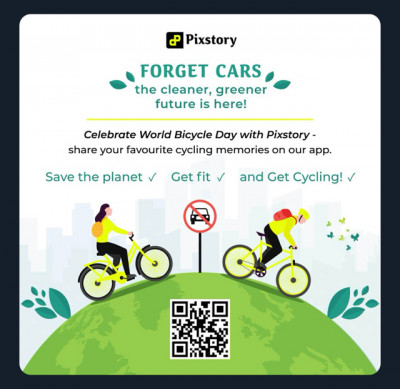 Pixstory
FORGET CARS
the cleaner, greener
future is here!
Celebrate World Bicycle Day with Pixstory -
share your favourite cycling memories on our app.
Save the planet ✓ Get fit ✓ and Get Cycling! ✓